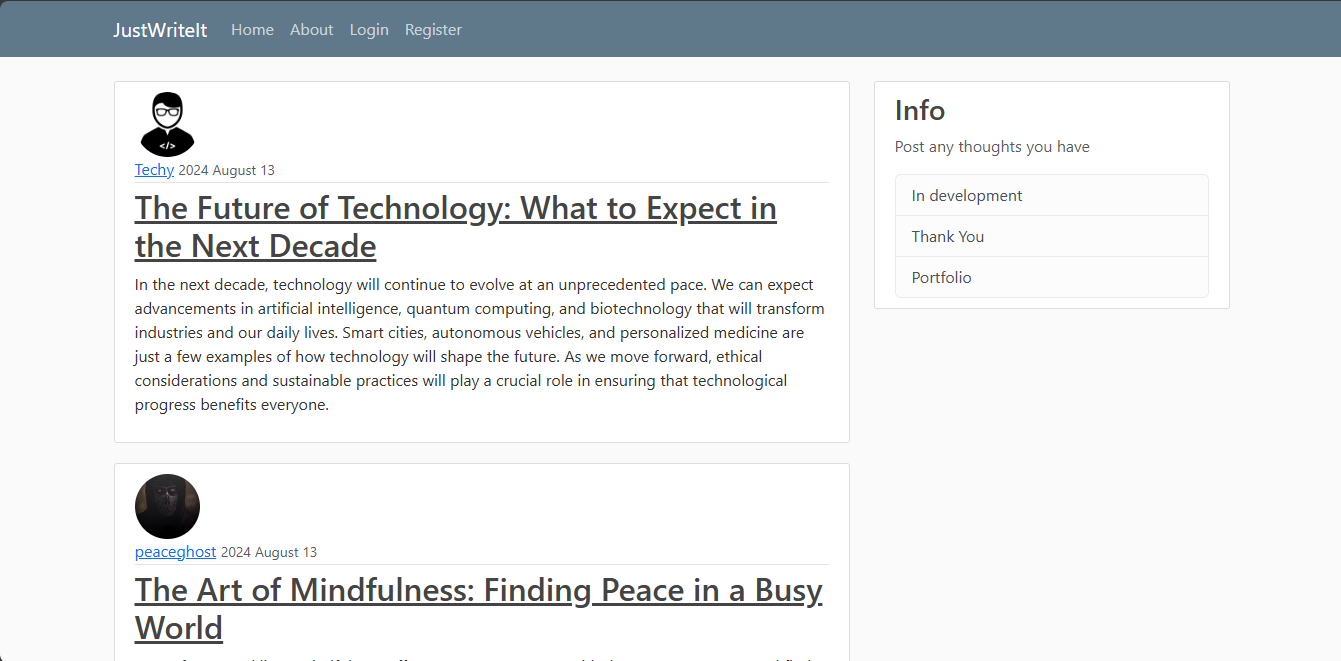 JustWriteIt Home About Login Register
</>
Techy 2024 August 13
The Future of Technology: What to Expect in
the Next Decade
In the next decade, technology will continue to evolve at an unprecedented pace. We can expect
advancements in artificial intelligence, quantum computing, and biotechnology that will transform
industries and our daily lives. Smart cities, autonomous vehicles, and personalized medicine are
just a few examples of how technology will shape the future. As we move forward, ethical
considerations and sustainable practices will play a crucial role in ensuring that technological
progress benefits everyone.
peaceghost 2024 August 13
The Art of Mindfulness: Finding Peace in a Busy
World
Info
Post any thoughts you have
In development
Thank You
Portfolio